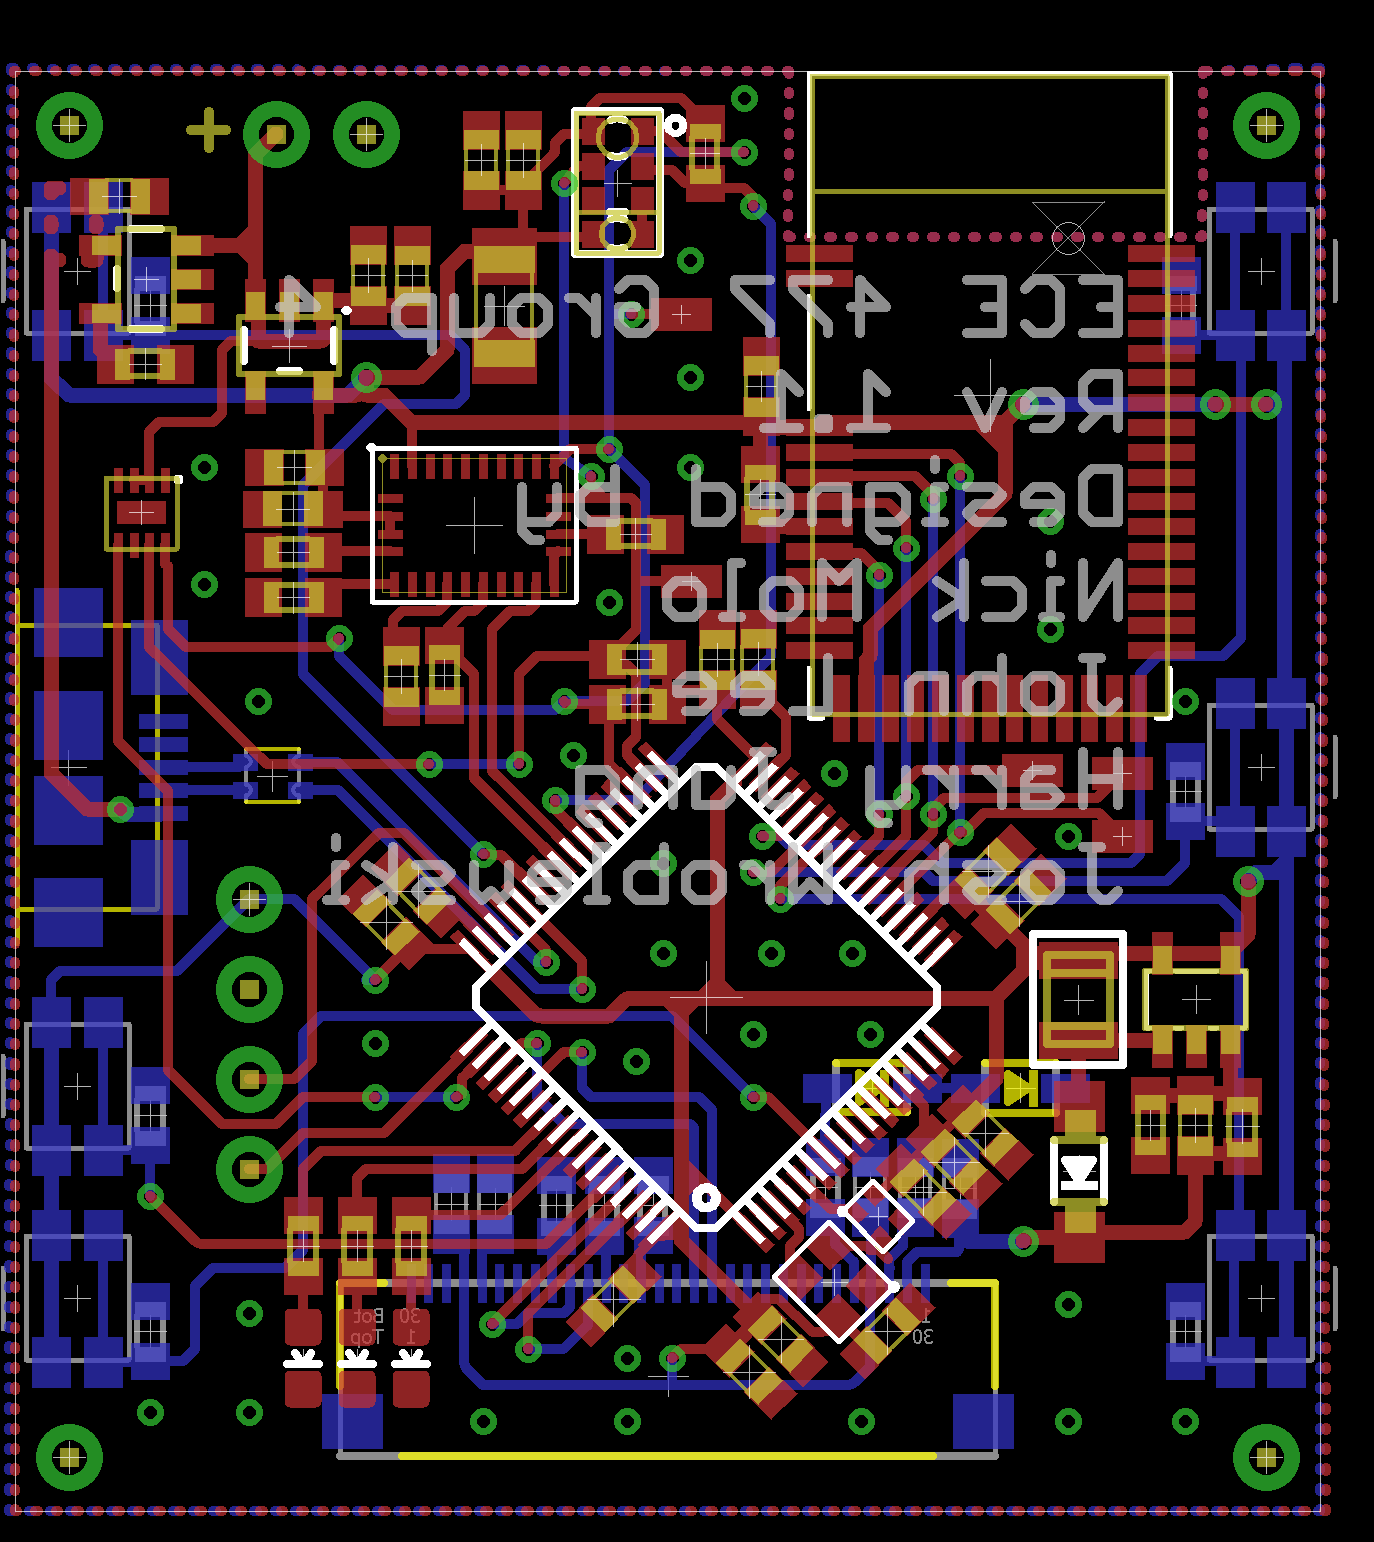 ECE 477 Group 4
Rev 1.1
Designed by
Nick Molo
John Lee
Harry Jung
Josh Wroblewski
+
Bot 30
Top 1
1
30